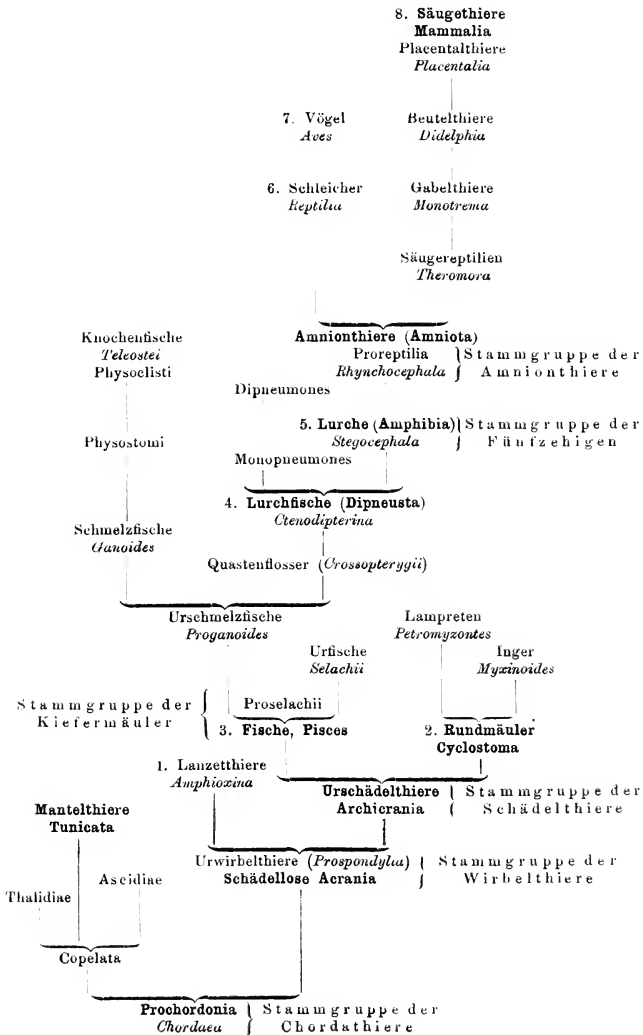 8. Säugethiere
Mammalia
Placentalthiere
Placentalia
7. Vögel
Aves
Beutelthiere
Didelphia
6. Schleicher
Reptilia
Gabelthiere
Monotrema
Säugereptilien
Theromora
Knochenfische
Teleostei
Physoclisti
Amnionthiere (Amniota)
Proreptilia
Rhynchocephala
Stammgruppe der
Amnionthiere
Dipneumones
Physostomi
5. Lurche (Amphibia)
Stegocephala
Stammgruppe der
Fünfzehigen
Monopneumones
4. Lurchfische (Dipneusta)
Ctenodipterina
Schmelzfische
Ganoides
Quastenflosser (Crossopterygii)
Urschmelzfische
Proganoides
Lampreten
Petromyzontes
Urfische
Selachii
Inger
Myxinoides
Stammgruppe der
Kiefermäuler
Proselachii
3. Fische, Pisces
2. Rundmäuler
Cyclostoma
1. Lanzetthiere
Amphioxina
Urschädelthiere
Archicrania
Stammgruppe der
Schädelthiere
Mantelthiere
Tunicata
Urwirbelthiere (Prospondylia)
Schädellose Acrania
Stammgruppe der
Wirbelthiere
Thalidiae
Ascidiae
Copelata
Prochordonia
Chordaea
Stammgruppe der
Chordathiere